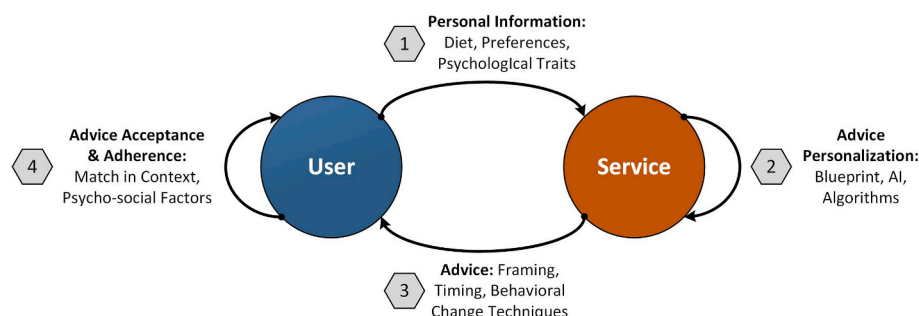 1
Personal Information:
Diet, Preferences,
PsychologIcal Traits
4
Advice Acceptance
& Adherence:
Match in Context,
Psycho-social Factors
User
Service
2
Advice
Personalization:
Blueprint, AI,
Algorithms
3
Advice: Framing,
Timing, Behavioral
Change Techniques